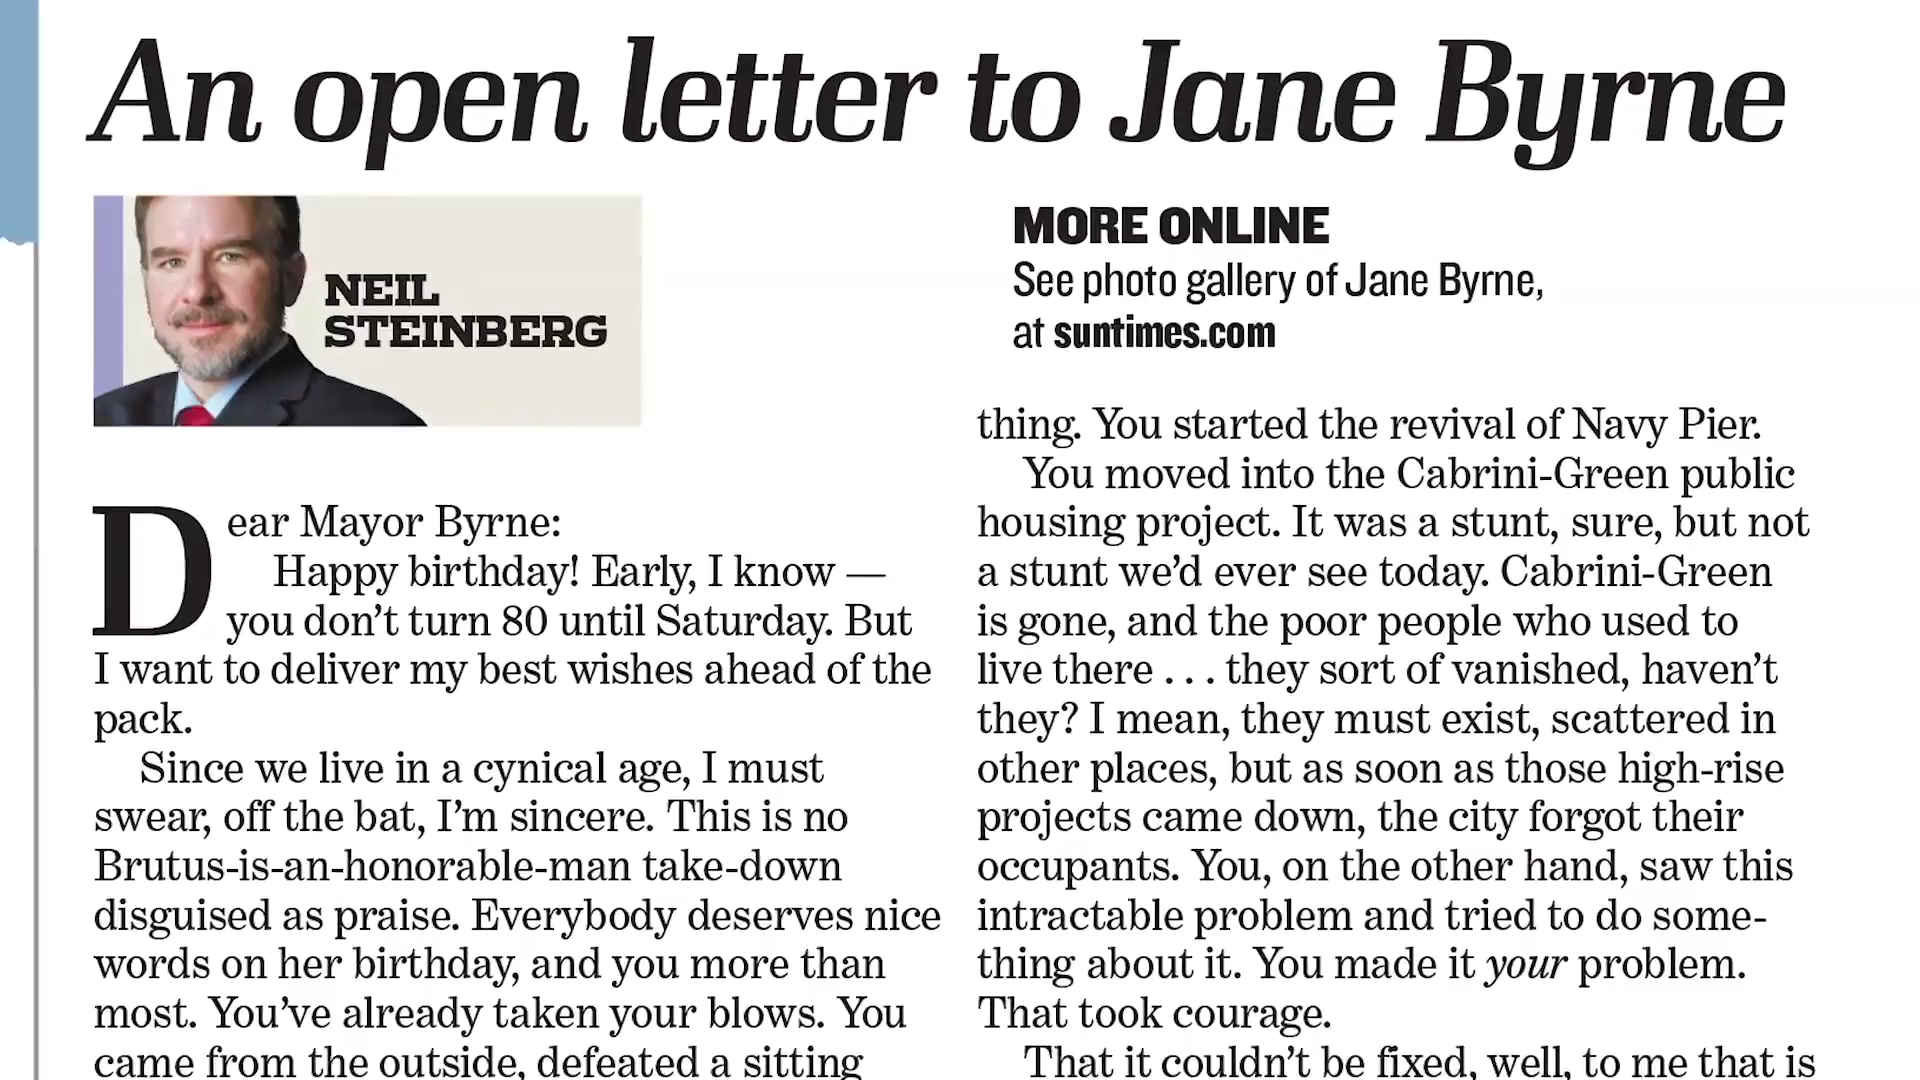 An open letter to Jane Byrne
NEIL
STEINBERG
Dear Mayor Byrne:
Happy birthday! Early, I know —
you don’t turn 80 until Saturday. But
I want to deliver my best wishes ahead of the
pack.
Since we live in a cynical age, I must
swear, off the bat, I’m sincere. This is no
Brutus-is-an-honorable-man take-down
disguised as praise. Everybody deserves nice
words on her birthday, and you more than
most. You’ve already taken your blows. You
came from the outside, defeated a sitting
MORE ONLINE
See photo gallery of Jane Byrne,
at suntimes.com
thing. You started the revival of Navy Pier.
You moved into the Cabrini-Green public
housing project. It was a stunt, sure, but not
a stunt we’d ever see today. Cabrini-Green
is gone, and the poor people who used to
live there . . . they sort of vanished, haven’t
they? I mean, they must exist, scattered in
other places, but as soon as those high-rise
projects came down, the city forgot their
occupants. You, on the other hand, saw this
intractable problem and tried to do some-
thing about it. You made it your problem.
That took courage.
That it couldn’t be fixed, well, to me that is